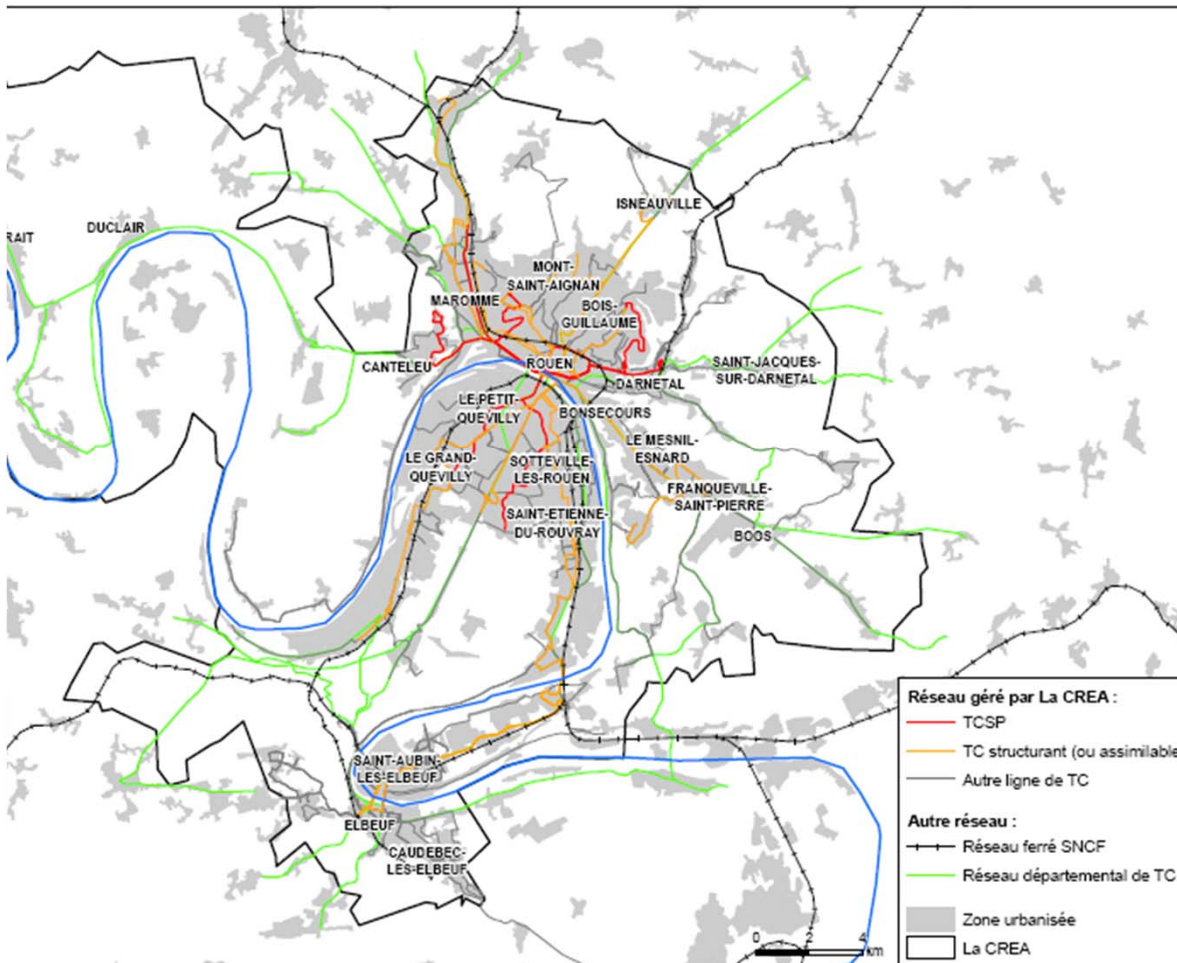 ISNEAUVILLE
RAIT
DUCLAIR
MONT-
SAINT-AIGNAN
MAROMME
BOIS-
GUILLAUME
CANTELEU
ROUEN
DARNETAL
SAINT-JACQUES-
SUR-DARNETAL
LE PETIT-
QUEVILLY
BONSECOURS
LE GRAND-
QUEVILLY
SOTTEVILLE-
LES-ROUEN
LE MESNIL-
ESNARD
FRANQUEVILLE-
SAINT-PIERRE
SAINT-ETIENNE-
DU-ROUVRAY
BOOS
SAINT-AUBIN-
LES-ELBEUF
ELBEUF
CAUDEBEC-
LES-ELBEUF
Réseau géré par La CREA :
TCSP
TC structurant (ou assimilable
Autre ligne de TC
Autre réseau :
Réseau ferré SNCF
Réseau départemental de TC
Zone urbanisée
La CREA
0 2 4
km